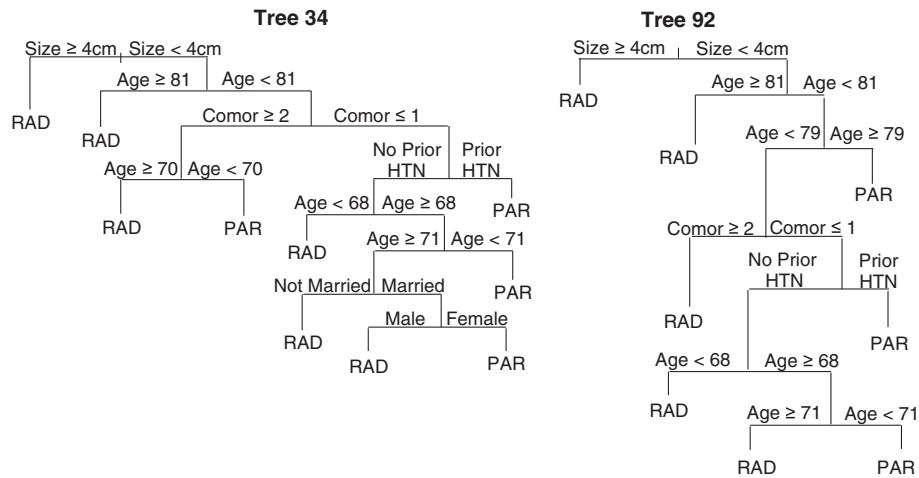 Tree 34
Size ≥ 4cm Size < 4cm
RAD
Age ≥ 81 Age < 81
RAD
Comor ≥ 2 Comor ≤ 1
Age ≥ 70 Age < 70
RAD
PAR
No Prior
HTN
Prior
HTN
PAR
Age < 68 Age ≥ 68
RAD
Age ≥ 71 Age < 71
PAR
Not Married Married
RAD
Male Female
RAD
PAR
Tree 92
Size ≥ 4cm Size < 4cm
RAD
Age ≥ 81 Age < 81
RAD
Age < 79 Age ≥ 79
PAR
Comor ≥ 2 Comor ≤ 1
RAD
No Prior
HTN
Prior
HTN
PAR
Age < 68 Age ≥ 68
RAD
Age ≥ 71 Age < 71
RAD
PAR